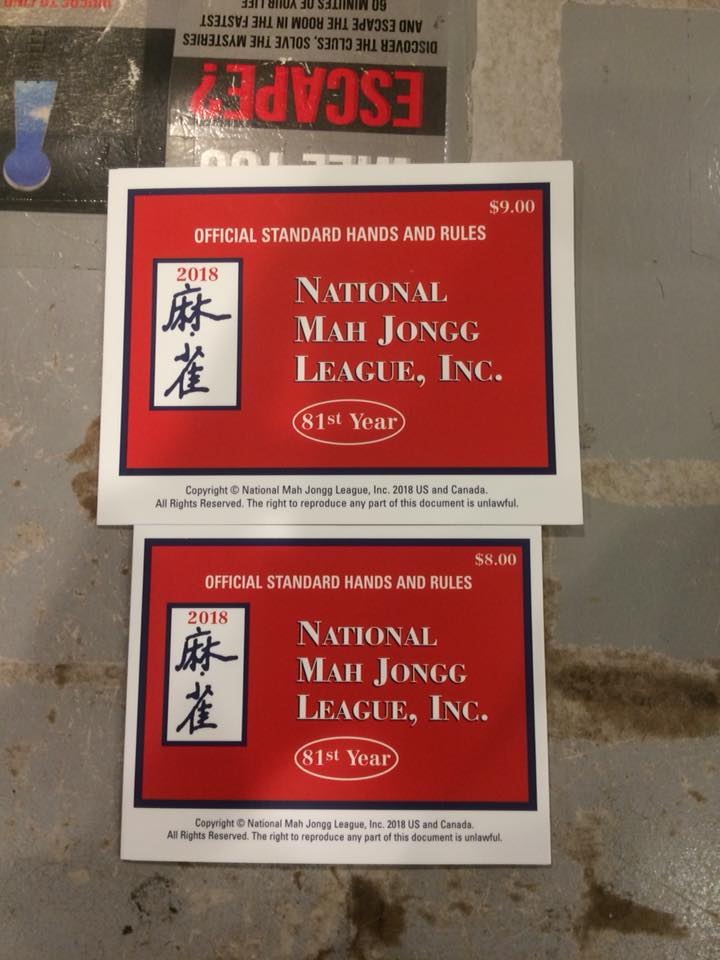 60 MINUTES OF YOUR LIFE
AND ESCAPE THE ROOM IN THE FASTEST
DISCOVER THE CLUES, SOLVE THE MYSTERIES
ESCAPE?
$9.00
OFFICIAL STANDARD HANDS AND RULES
2018
麻雀
NATIONAL
MAH JONGG
LEAGUE, INC.
81st Year
Copyright © National Mah Jongg League, Inc. 2018 US and Canada.
All Rights Reserved. The right to reproduce any part of this document is unlawful.
$8.00
OFFICIAL STANDARD HANDS AND RULES
2018
麻雀
NATIONAL
MAH JONGG
LEAGUE, INC.
81st Year
Copyright © National Mah Jongg League, Inc. 2018 US and Canada.
All Rights Reserved. The right to reproduce any part of this document is unlawful.